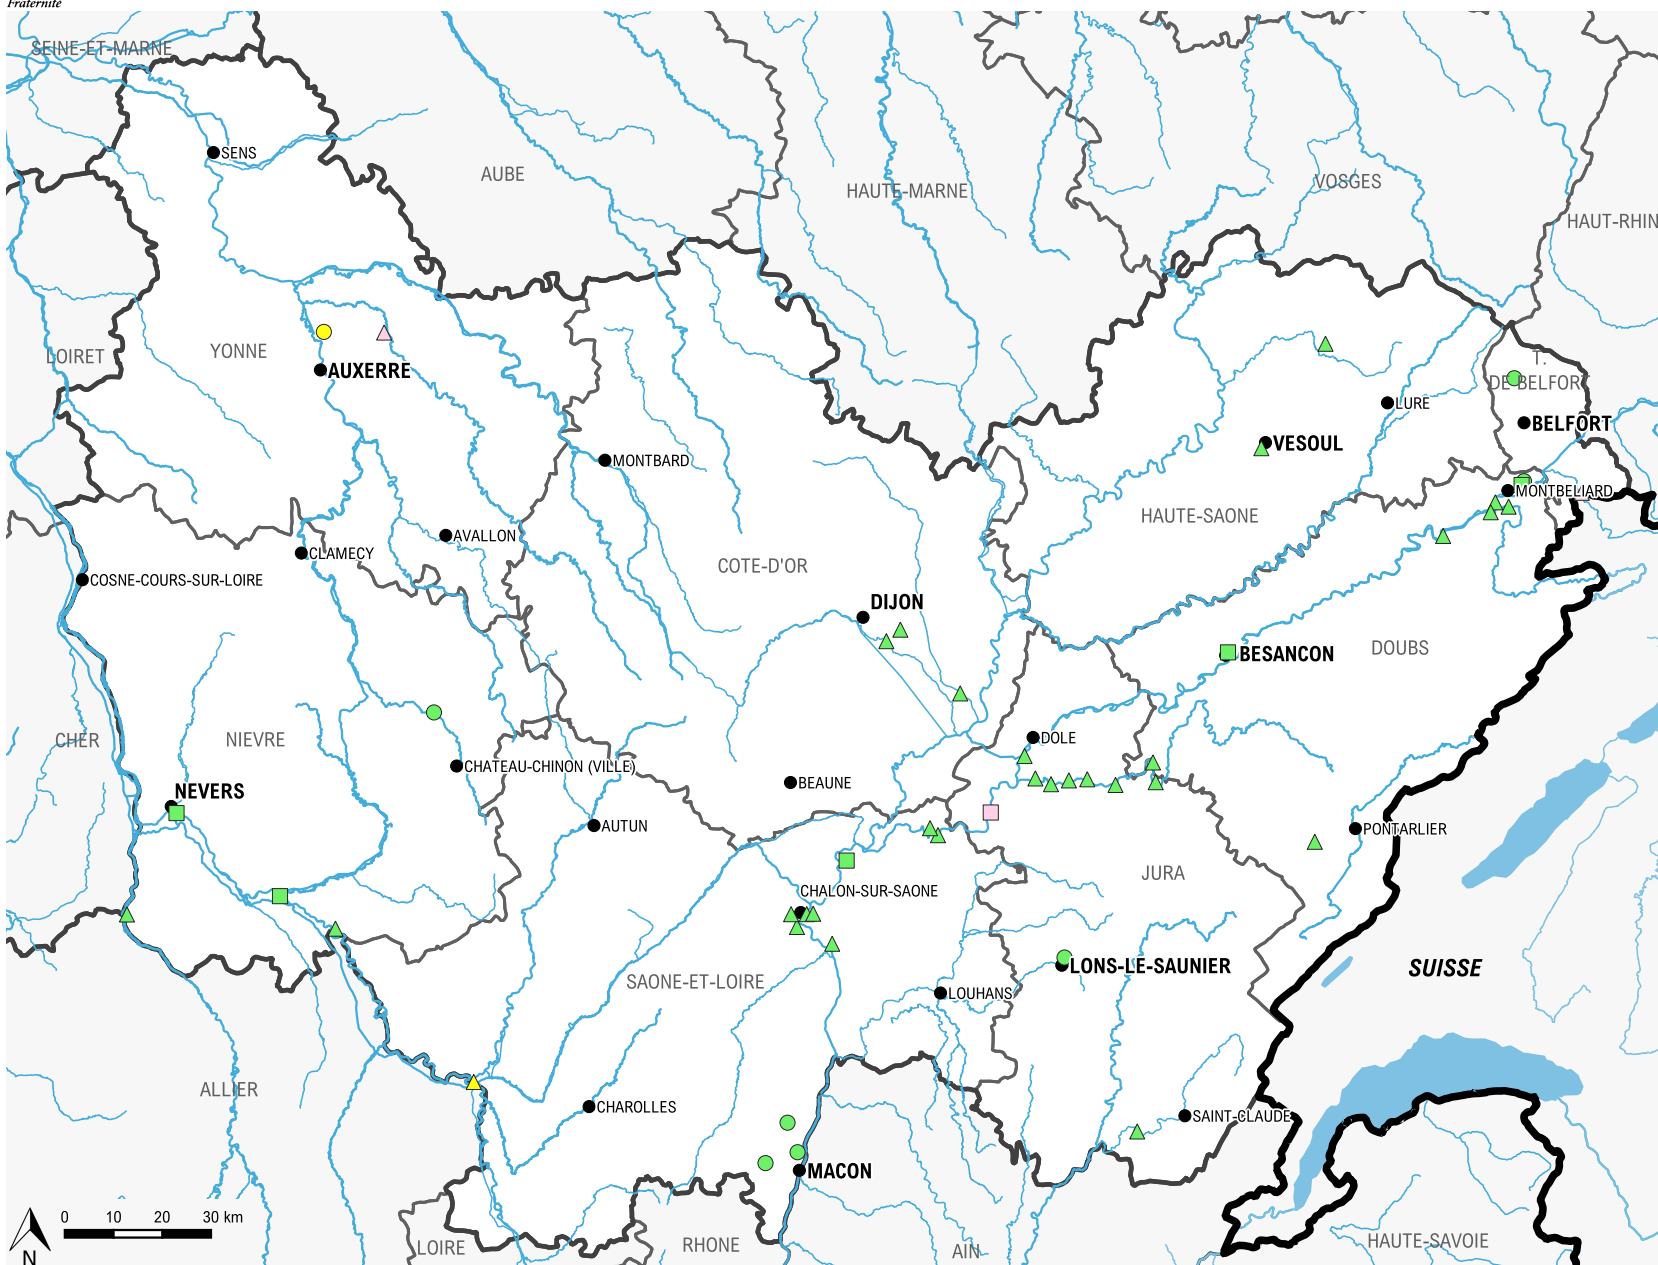 Fraternité
SEINE-ET-MARNE
SENS
AUBE
HAUTE-MARNE
VOSGES
HAUT-RHIN
LOIRET
YONNE
AUXERRE
T.
DE BELFORT
LURE
BELFORT
VESOUL
MONTBARD
MONTBELIARD
HAUTE-SAONE
AVALLON
CLAMECY
COTE-D'OR
COSNE-COURS-SUR-LOIRE
DIJON
BESANCON
DOUBS
CHER
NIEVRE
DOLE
CHATEAU-CHINON (VILLE)
BEAUNE
NEVERS
AUTUN
PONTARLIER
JURA
CHALON-SUR-SAONE
LONS-LE-SAUNIER
SUISSE
SAONE-ET-LOIRE
LOUHANS
ALLIER
CHAROLLES
SAINT-CLAUDE
MACON
0 10 20 30 km
N
LOIRE
RHONE
AIN
HAUTE-SAVOIE